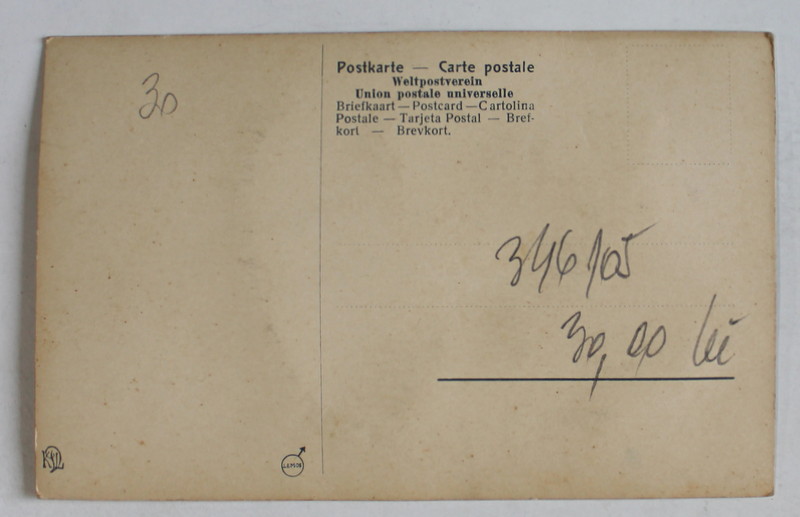 30
Postkarte — Carte postale
Weltpostverein
Union postale universelle
Briefkaart — Postcard — Cartolina
Postale — Tarjeta Postal — Bref-
kort — Brevkort.
346/05
30,00 lei